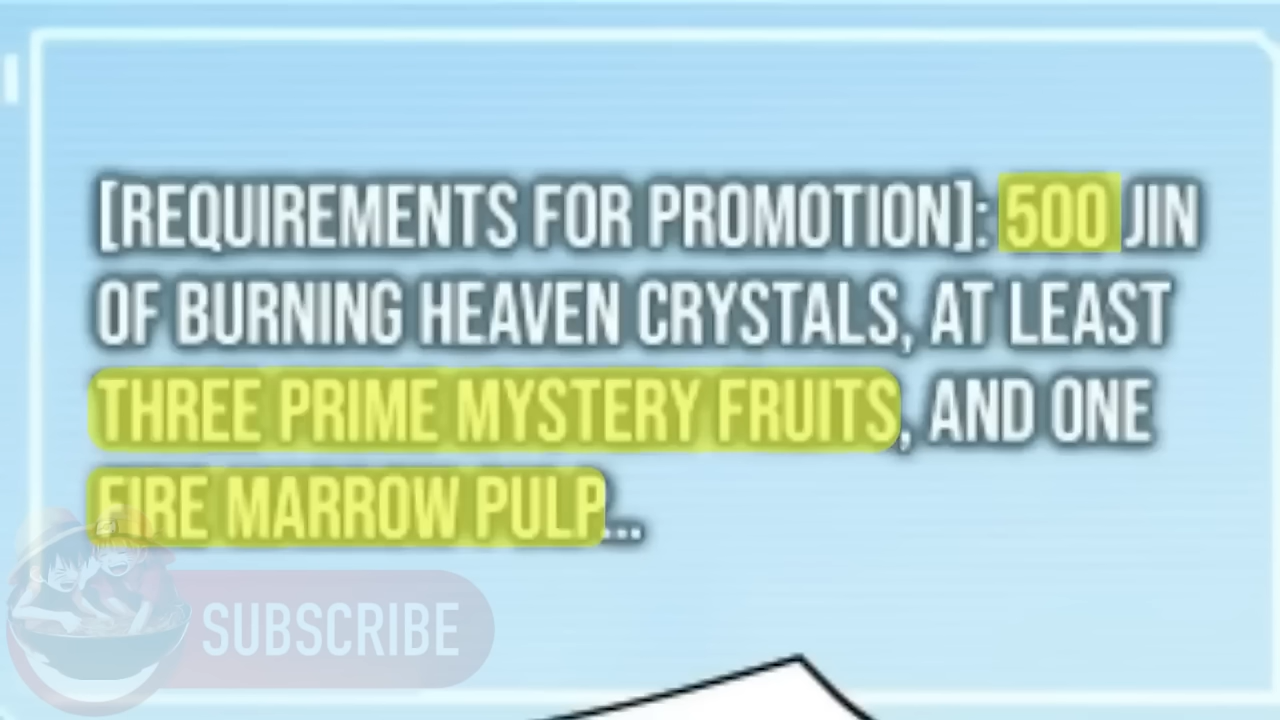 [REQUIREMENTS FOR PROMOTION]: 500 JIN
OF BURNING HEAVEN CRYSTALS, AT LEAST
THREE PRIME MYSTERY FRUITS, AND ONE
FIRE MARROW PULP...
SUBSCRIBE